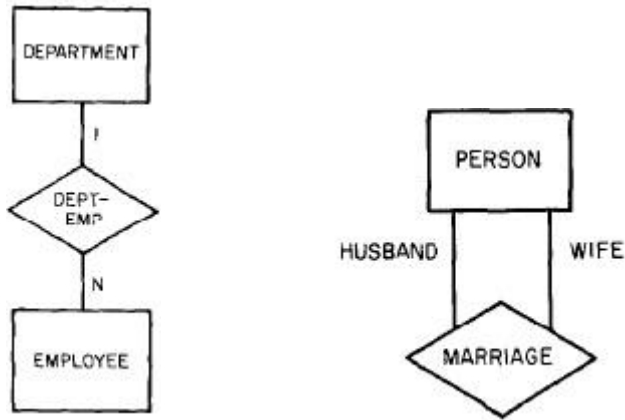 DEPARTMENT
1
DEPT-
EMP
N
EMPLOYEE
PERSON
HUSBAND
WIFE
MARRIAGE